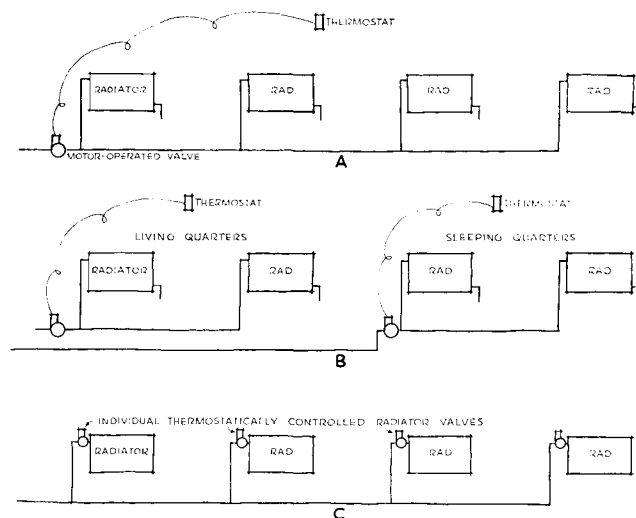 THERMOSTAT
RADIATOR RAD. RAD RAD
MOTOR-OPERATED VALVE
A
THERMOSTAT THERMOSTAT
LIVING QUARTERS SLEEPING QUARTERS
RADIATOR RAD RAD RAD
B
INDIVIDUAL THERMOSTATICALLY CONTROLLED RADIATOR VALVES
RADIATOR RAD RAD RAD
C